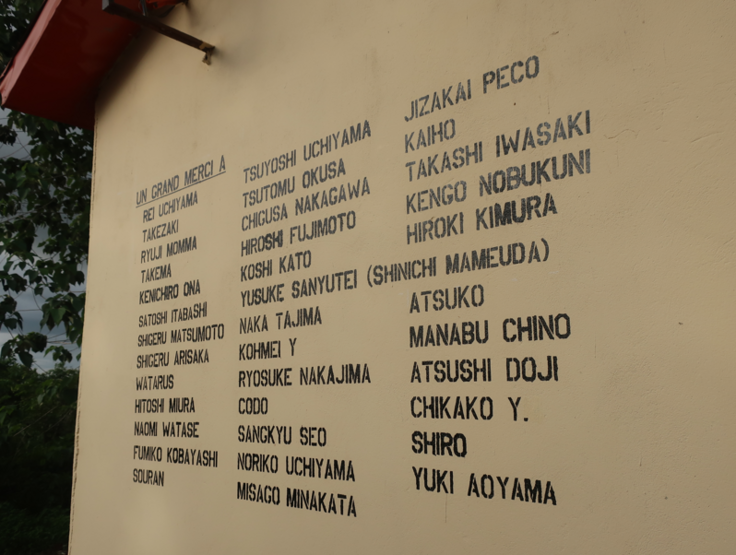 UN GRAND MERCI A
REI UCHIYAMA
TAKEZAKI
RYUJI MOMMA
TAKEMA
KENICHIRO ONA
SATOSHI ITABASHI
SHIGERU MATSUMOTO
SHIGERU ARISAKA
WATARUS
HITOSHI MIURA
NAOMI WATASE
FUMIKO KOBAYASHI
SOURAN
TSUYOSHI UCHIYAMA
TSUTOMU OKUSA
CHIGUSA NAKAGAWA
HIROSHI FUJIMOTO
KOSHI KATO
YUSUKE SANYUTEI (SHINICHI MAMEUDA)
NAKA TAJIMA
KOHMEI Y
RYOSUKE NAKAJIMA
CODO
SANGKYU SEO
NORIKO UCHIYAMA
MISAGO MINAKATA
JIZAKAI PECO
KAIHO
TAKASHI IWASAKI
KENGO NOBUKUNI
HIROKI KIMURA
ATSUKO
MANABU CHINO
ATSUSHI DOJI
CHIKAKO Y.
SHIRO
YUKI AOYAMA